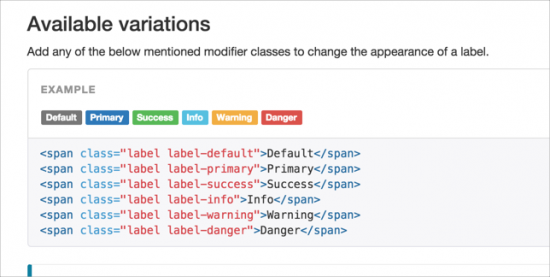 Available variations
Add any of the below mentioned modifier classes to change the appearance of a label.
EXAMPLE
Default Primary Success Info Warning Danger
<span class="label label-default">Default</span>
<span class="label label-primary">Primary</span>
<span class="label label-success">Success</span>
<span class="label label-info">Info</span>
<span class="label label-warning">Warning</span>
<span class="label label-danger">Danger</span>